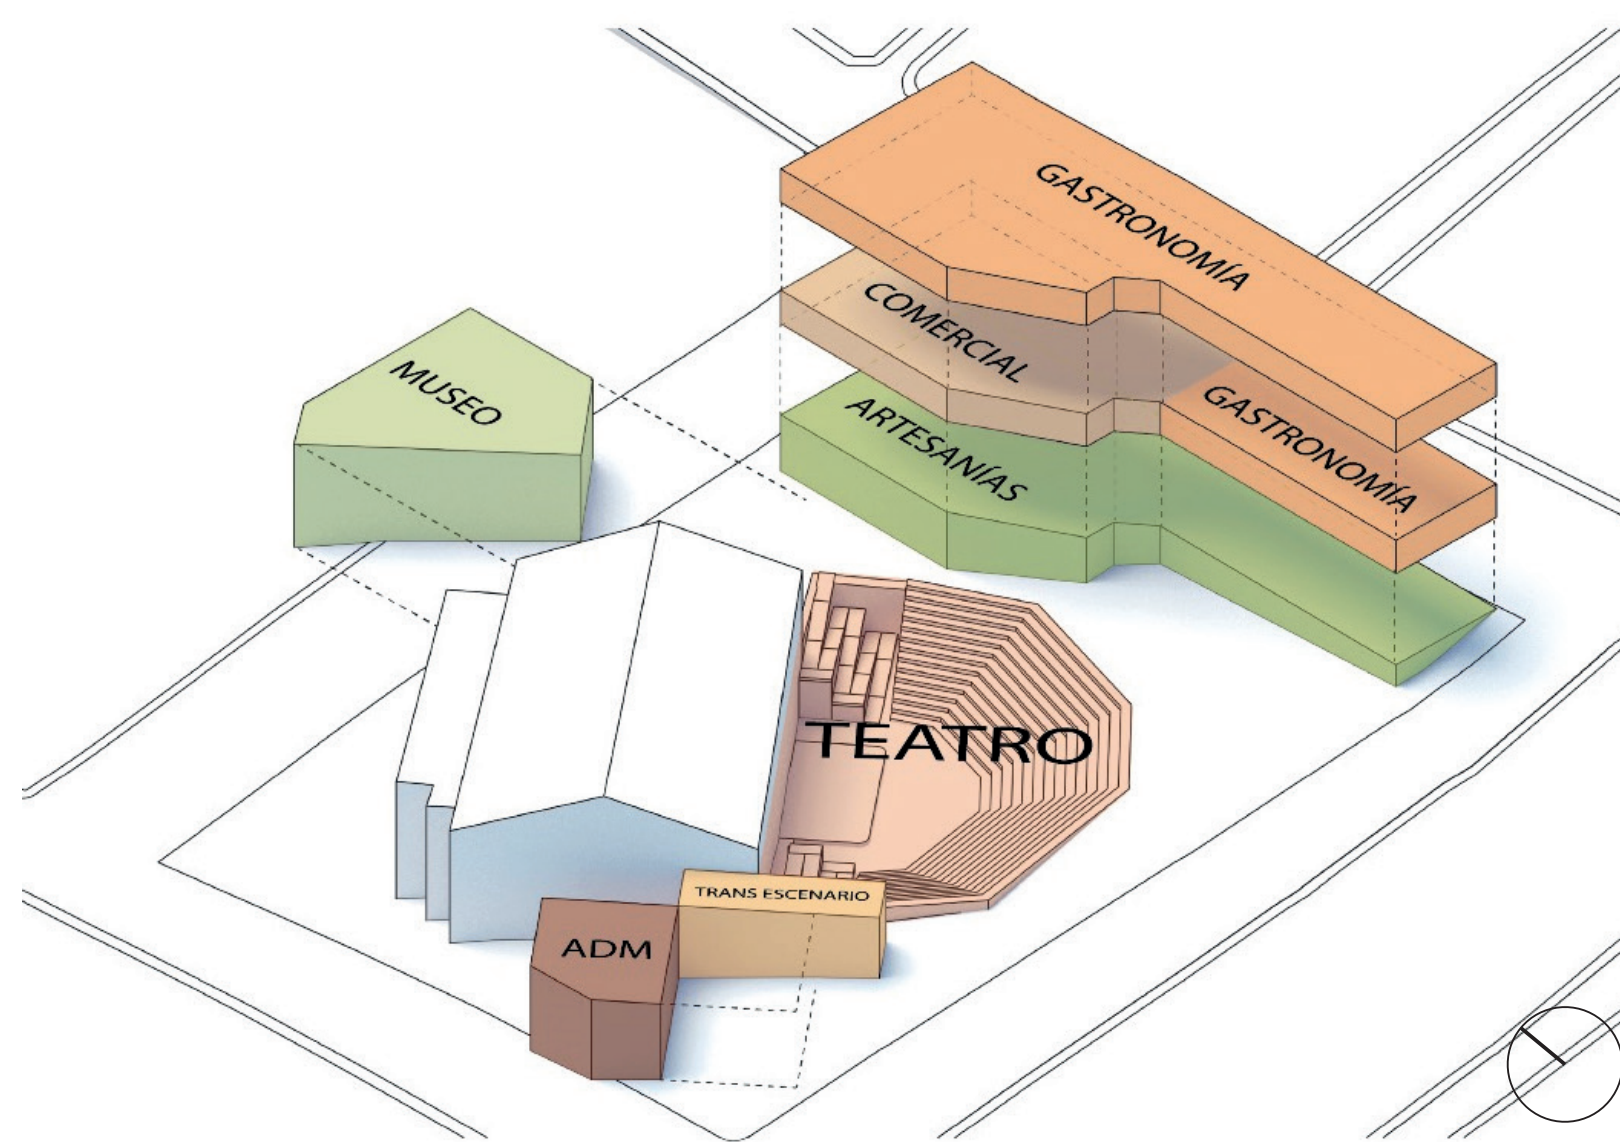 GASTRONOMÍA
COMERCIAL
GASTRONOMÍA
ARTESANÍAS
MUSEO
TEATRO
TRANS ESCENARIO
ADM